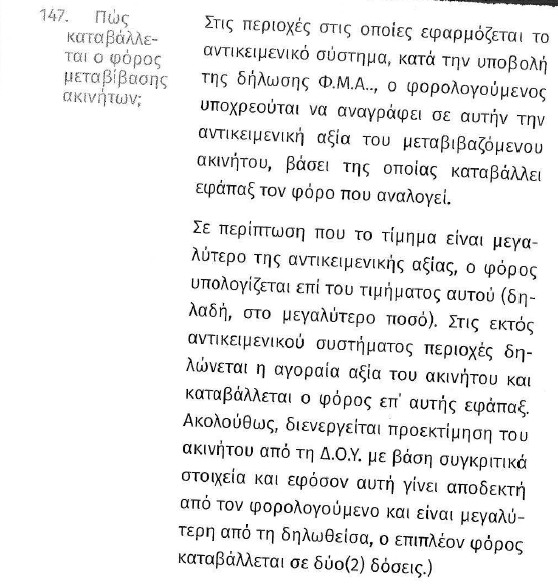 147. Πώς
καταβάλλε-
ται ο φόρος
μεταβίβασης
ακινήτων;
Στις περιοχές στις οποίες εφαρμόζεται το
αντικειμενικό σύστημα, κατά την υποβολή
της δήλωσης Φ.Μ.Α.., ο φορολογούμενος
υποχρεούται να αναγράφει σε αυτήν την
αντικειμενική αξία του μεταβιβαζόμενου
ακινήτου, βάσει της οποίας καταβάλλει
εφάπαξ τον φόρο που αναλογεί.
Σε περίπτωση που το τίμημα είναι μεγα-
λύτερο της αντικειμενικής αξίας, ο φόρος
υπολογίζεται επί του τιμήματος αυτού (δη-
λαδή, στο μεγαλύτερο ποσό). Στις εκτός
αντικειμενικού συστήματος περιοχές δη-
λώνεται η αγοραία αξία του ακινήτου και
καταβάλλεται ο φόρος επ' αυτής εφάπαξ.
Ακολούθως, διενεργείται προεκτίμηση του
ακινήτου από τη Δ.Ο.Υ. με βάση συγκριτικά
στοιχεία και εφόσον αυτή γίνει αποδεκτή
από τον φορολογούμενο και είναι μεγαλύ-
τερη από τη δηλωθείσα, ο επιπλέον φόρος
καταβάλλεται σε δύο(2) δόσεις.)